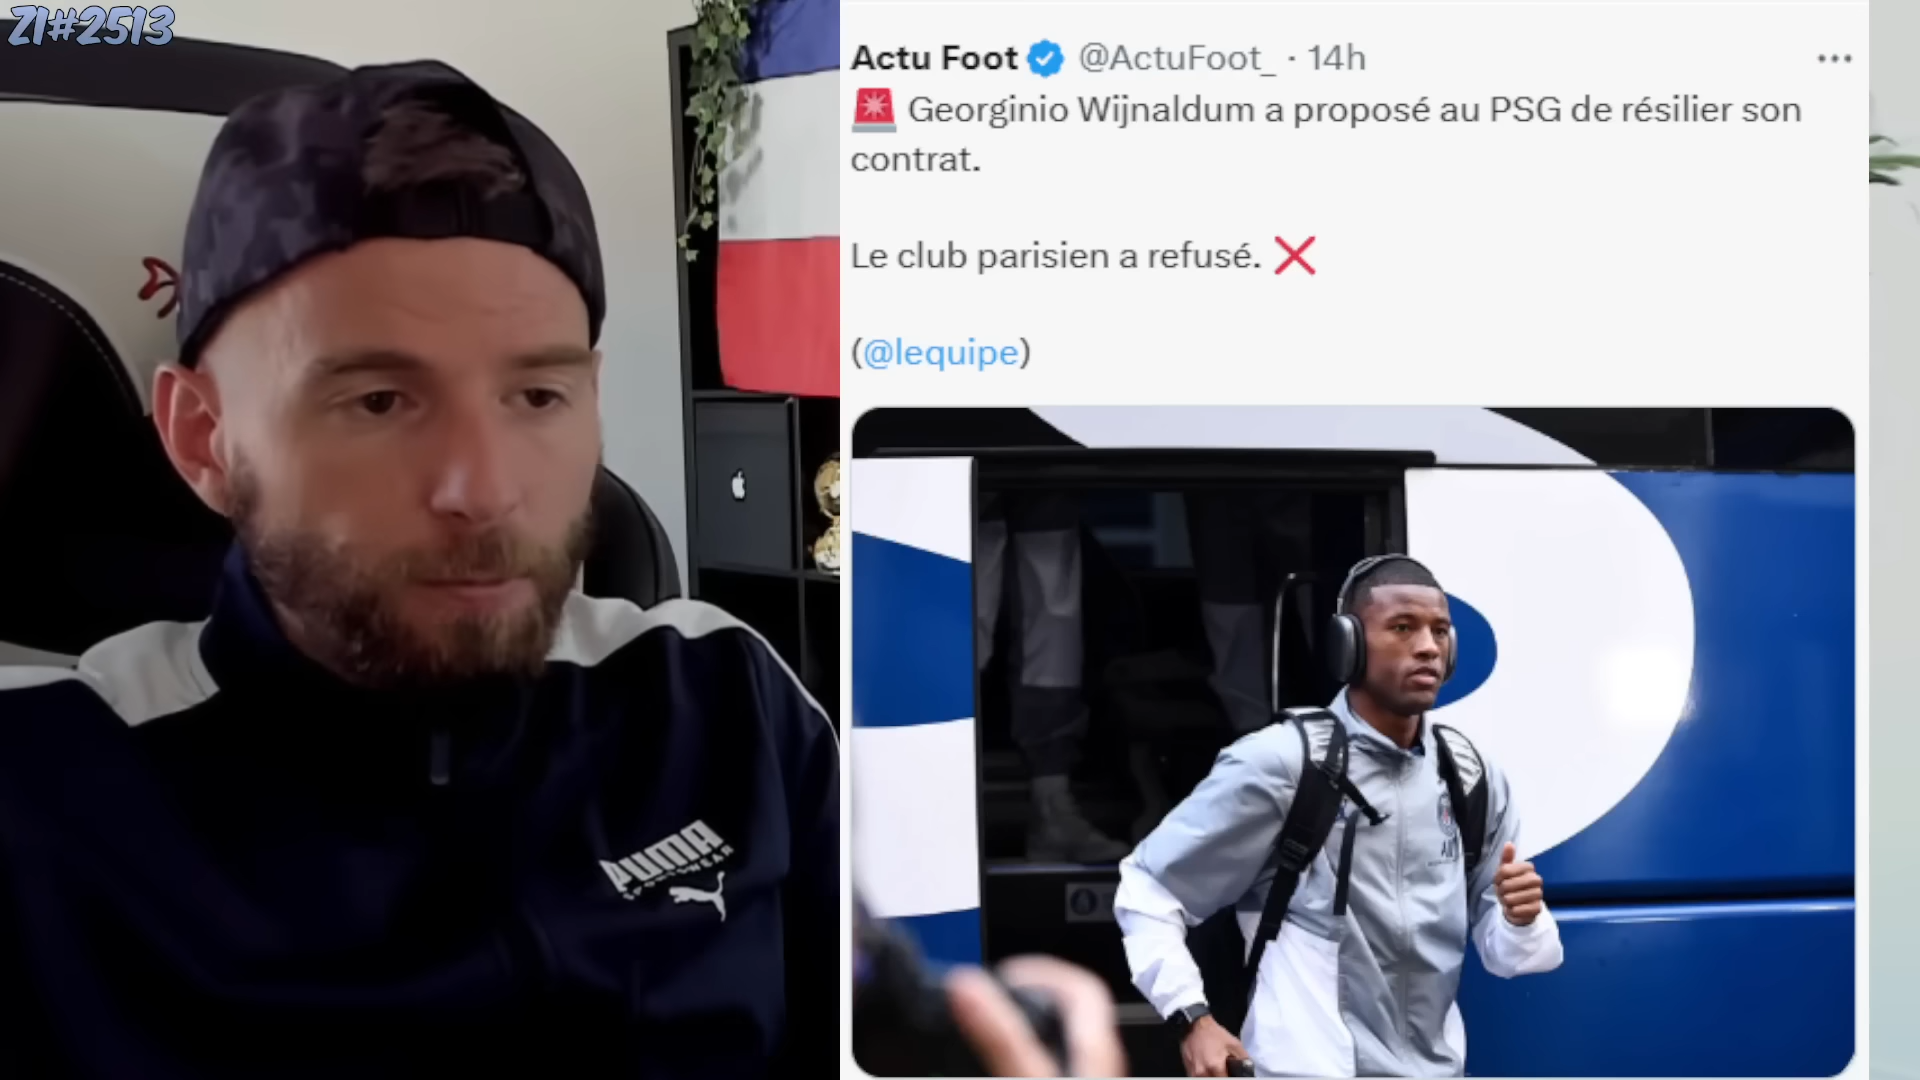 ZI#2513
Actu Foot @ActuFoot_ · 14h
Georginio Wijnaldum a proposé au PSG de résilier son
contrat.
Le club parisien a refusé. ❌
(@lequipe)
PUMA
SPORTSWEAR